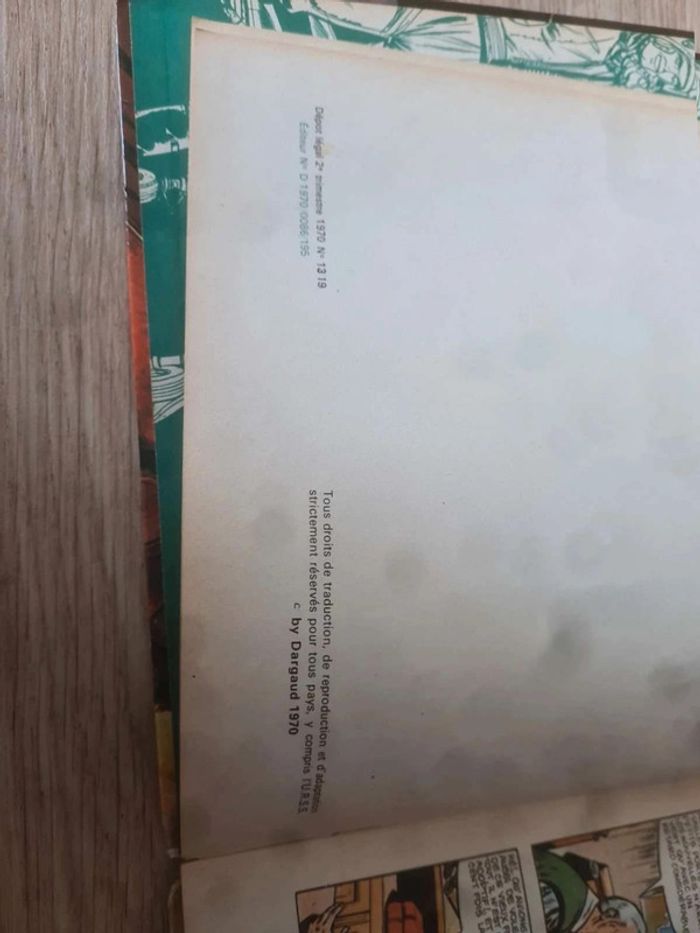 Dépot légal 2e trimestre 1970 N° 1319
Éditeur N° D 1970 0086 195
Tous droits de traduction, de reproduction et d'adaptation
strictement réservés pour tous pays, y compris l'U.R.S.S.
c by Dargaud 1970